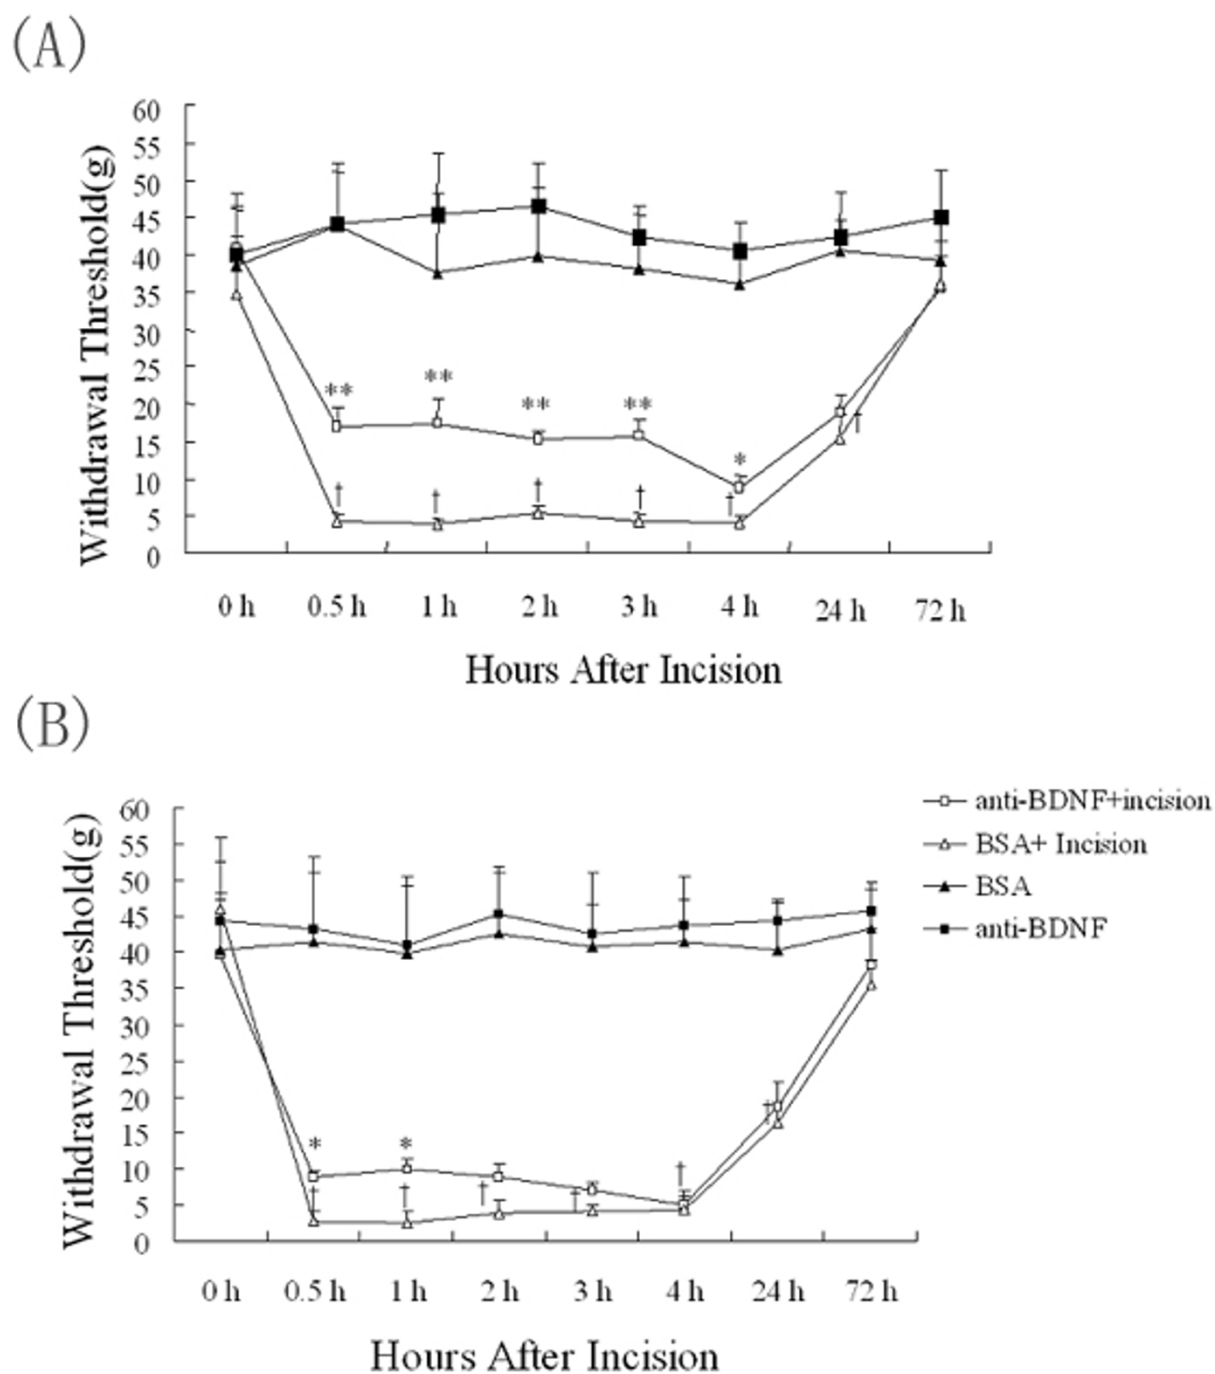 (A)
Withdrawal Threshold(g)
60
55
50
45
40
35
30
25
20
15
10
5
0
** ** ** ** *
† † † † † †
0 h 0.5 h 1 h 2 h 3 h 4 h 24 h 72 h
Hours After Incision
(B)
Withdrawal Threshold(g)
60
55
50
45
40
35
30
25
20
15
10
5
0
* *
† † † † † †
0 h 0.5 h 1 h 2 h 3 h 4 h 24 h 72 h
Hours After Incision
anti-BDNF+incision
BSA+ Incision
BSA
anti-BDNF